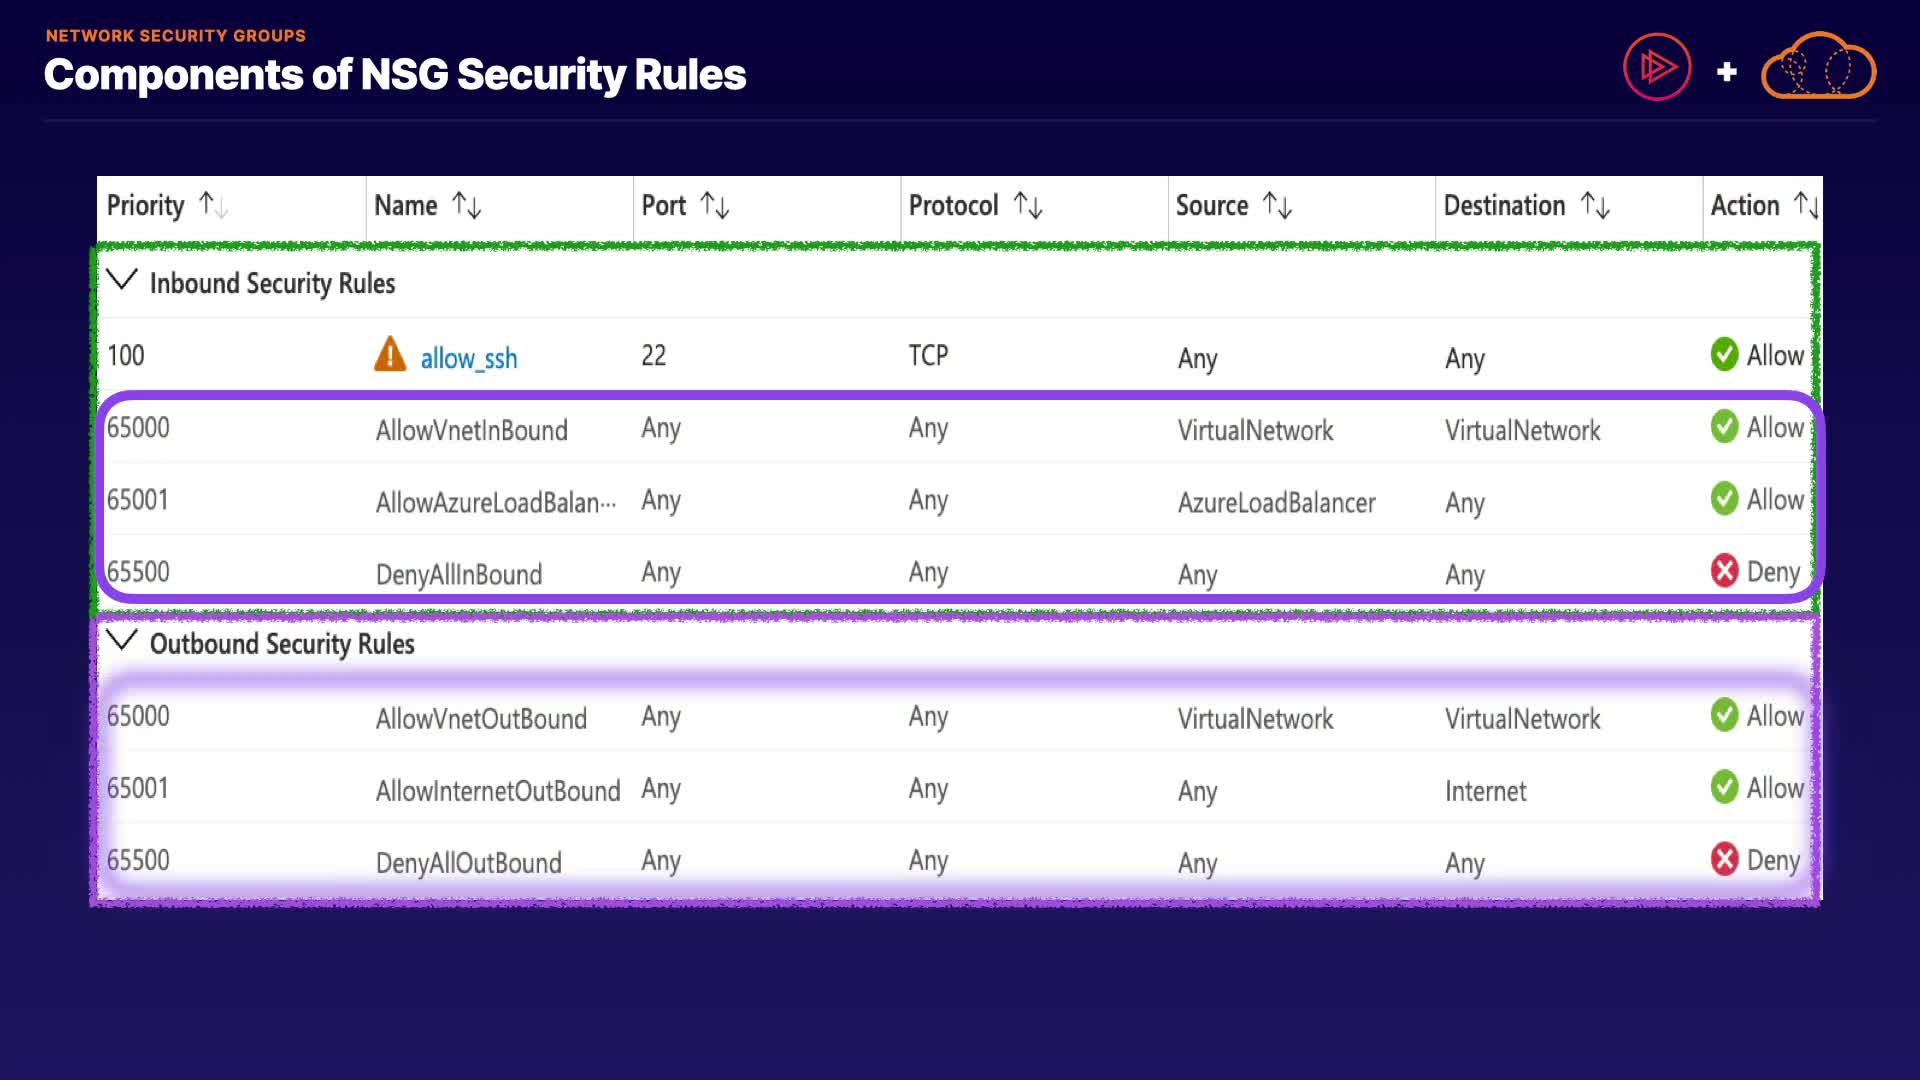 NETWORK SECURITY GROUPS
Components of NSG Security Rules
Priority Name Port Protocol Source Destination Action
Inbound Security Rules
100 allow_ssh 22 TCP Any Any Allow
65000 AllowVnetInBound Any Any VirtualNetwork VirtualNetwork Allow
65001 AllowAzureLoadBalan... Any Any AzureLoadBalancer Any Allow
65500 DenyAllInBound Any Any Any Any Deny
Outbound Security Rules
65000 AllowVnetOutBound Any Any VirtualNetwork VirtualNetwork Allow
65001 AllowInternetOutBound Any Any Any Internet Allow
65500 DenyAllOutBound Any Any Any Any Deny